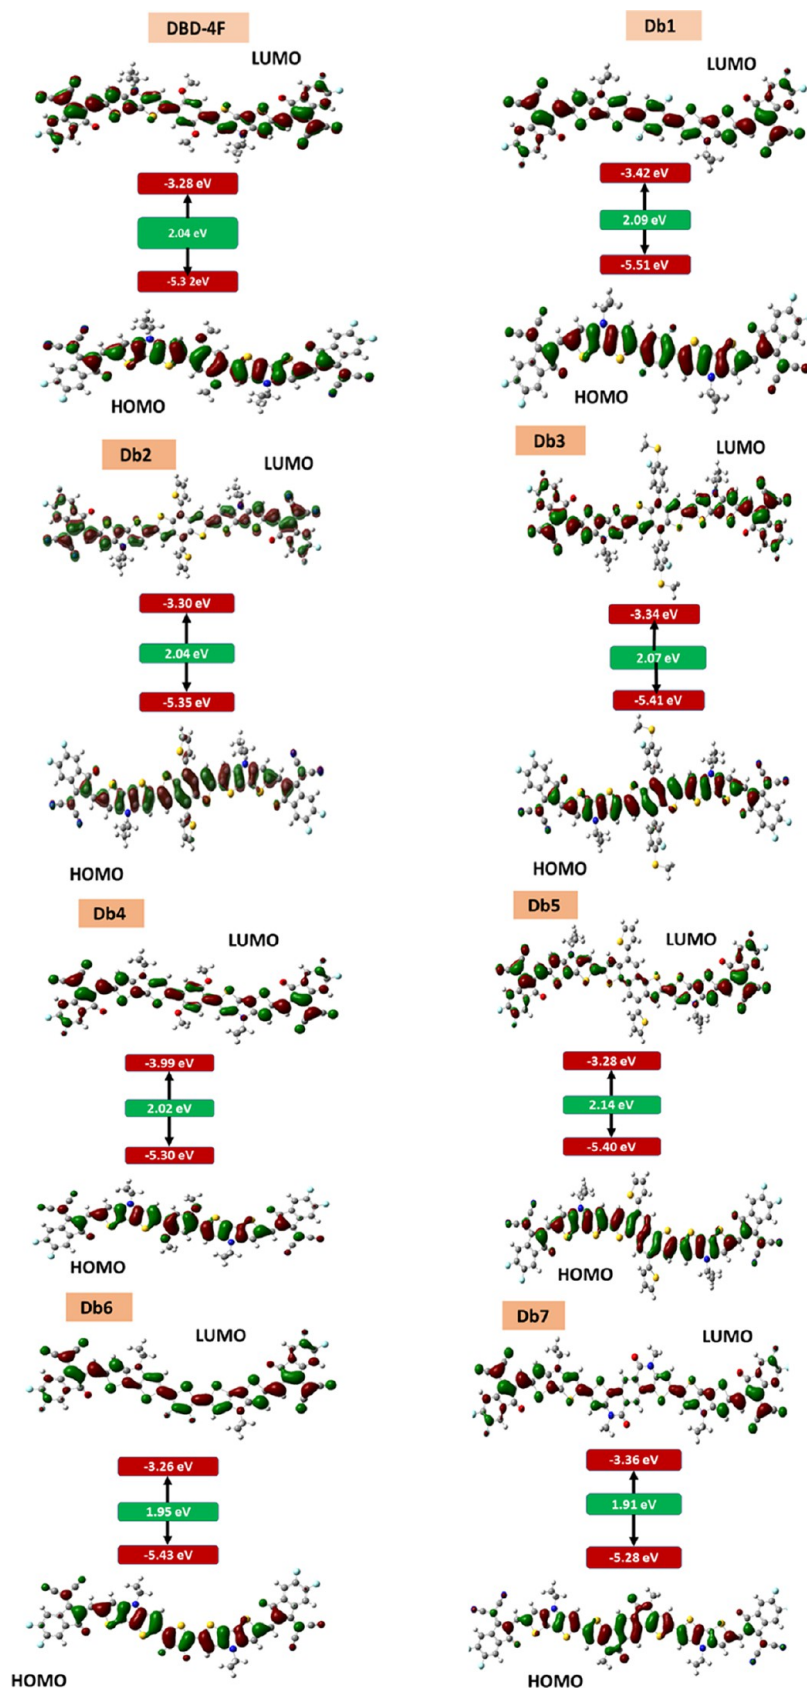 DBD-4F
LUMO
-3.28 eV
2.04 eV
-5.32eV
HOMO
Db1
LUMO
-3.42 eV
2.09 eV
-5.51 eV
HOMO
Db2
LUMO
-3.30 eV
2.04 eV
-5.35 eV
HOMO
Db3
LUMO
-3.34 eV
2.07 eV
-5.41 eV
HOMO
Db4
LUMO
-3.99 eV
2.02 eV
-5.30 eV
HOMO
Db5
LUMO
-3.28 eV
2.14 eV
-5.40 eV
HOMO
Db6
LUMO
-3.26 eV
1.95 eV
-5.43 eV
HOMO
Db7
LUMO
-3.36 eV
1.91 eV
-5.28 eV
HOMO